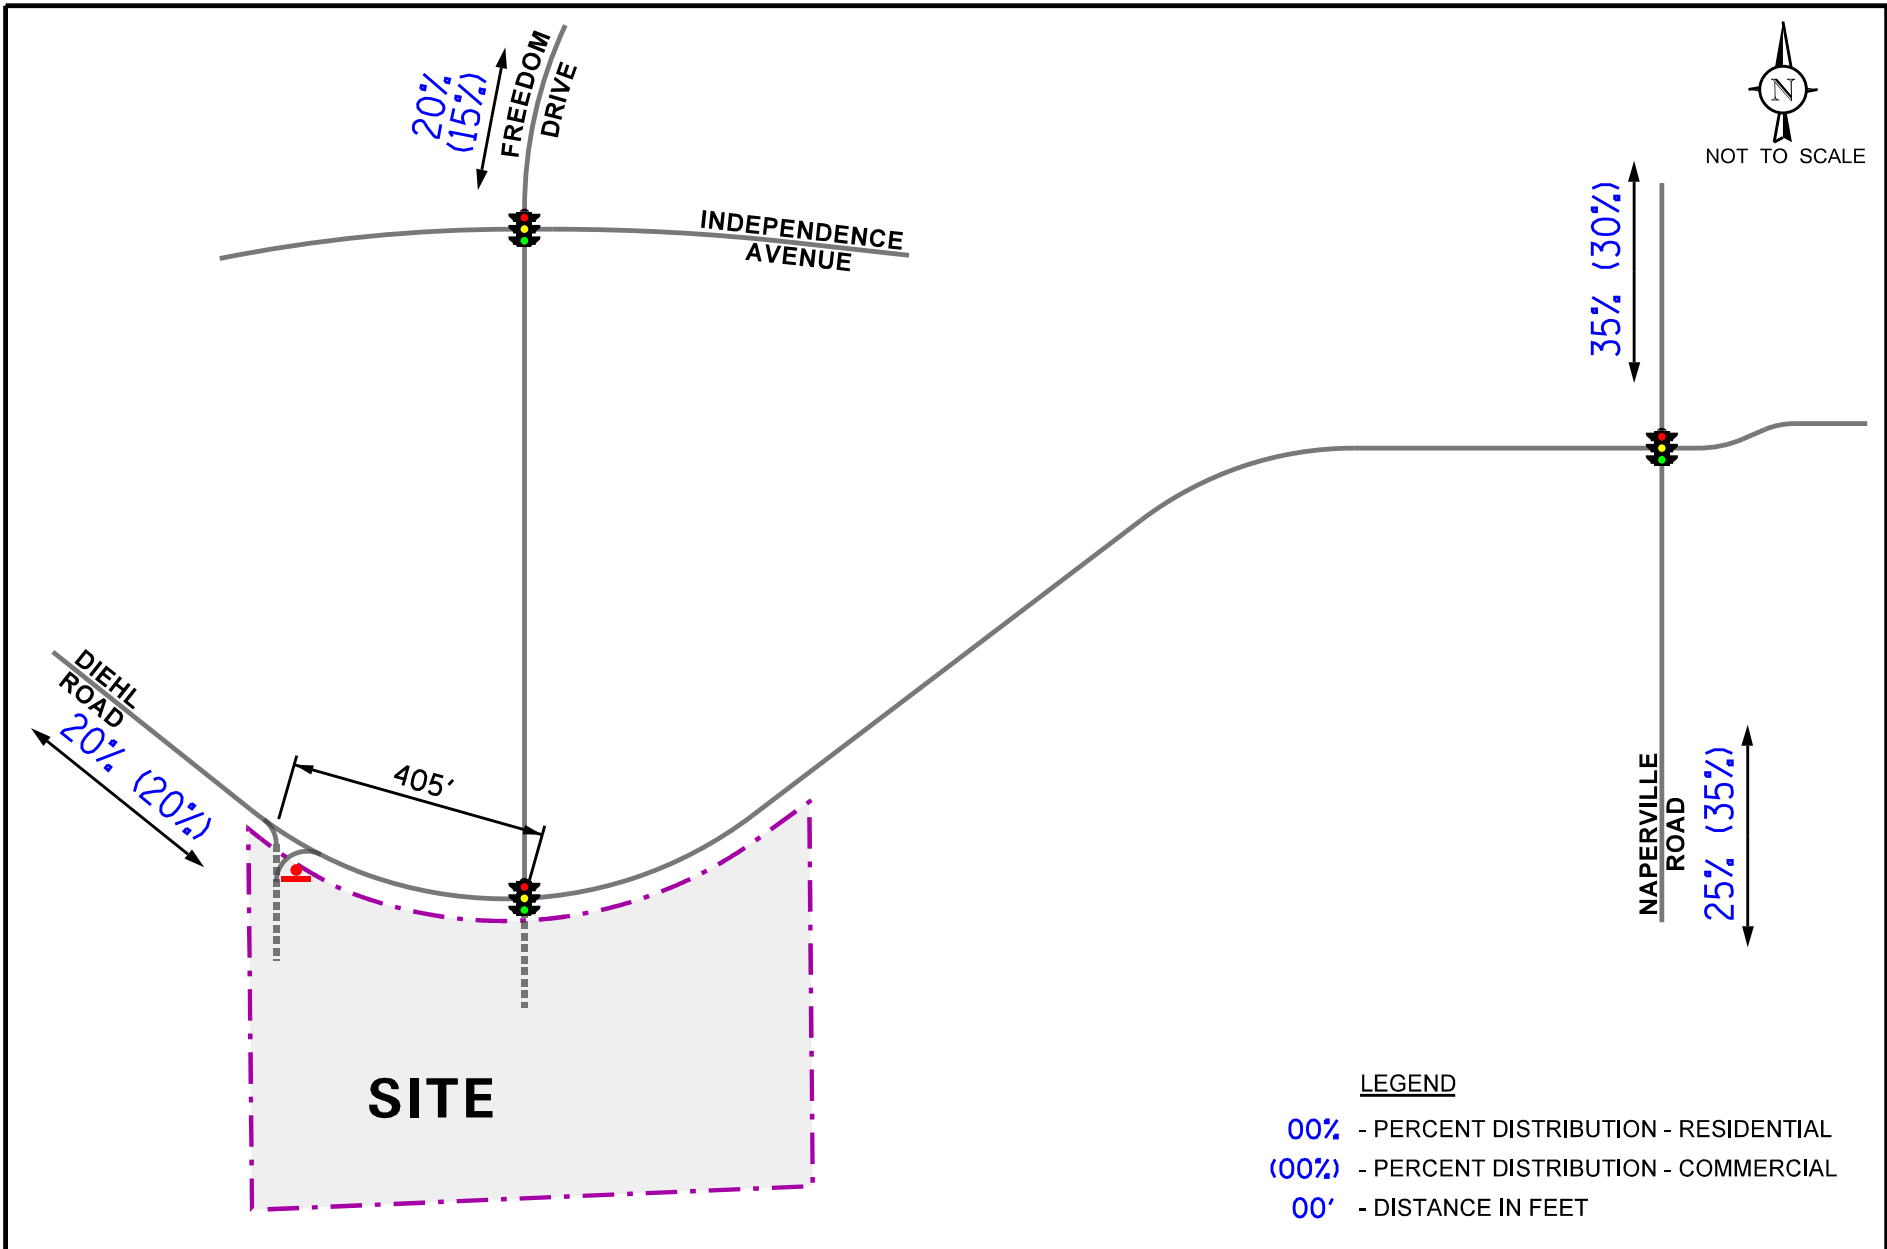 20%
(15%)
FREEDOM
DRIVE
N
NOT TO SCALE
INDEPENDENCE
AVENUE
35% (30%)
DIEHL
ROAD
20% (20%)
405'
NAPERVILLE
ROAD
25% (35%)
SITE
LEGEND
00% - PERCENT DISTRIBUTION - RESIDENTIAL
(00%) - PERCENT DISTRIBUTION - COMMERCIAL
00' - DISTANCE IN FEET